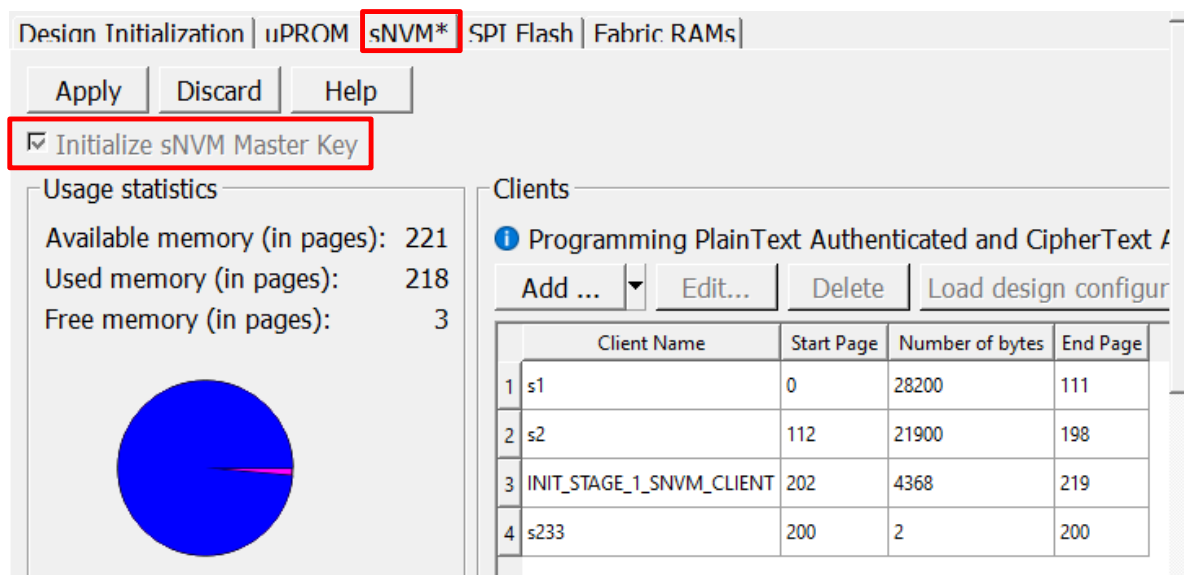 Design Initialization uPROM sNVM* SPI Flash Fabric RAMs
Apply Discard Help
Initialize sNVM Master Key
Usage statistics
Available memory (in pages): 221
Used memory (in pages): 218
Free memory (in pages): 3
Clients
Programming PlainText Authenticated and CipherText A
Add ... Edit... Delete Load design configur
Client Name Start Page Number of bytes End Page
1 s1 0 28200 111
2 s2 112 21900 198
3 INIT_STAGE_1_SNVM_CLIENT 202 4368 219
4 s233 200 2 200